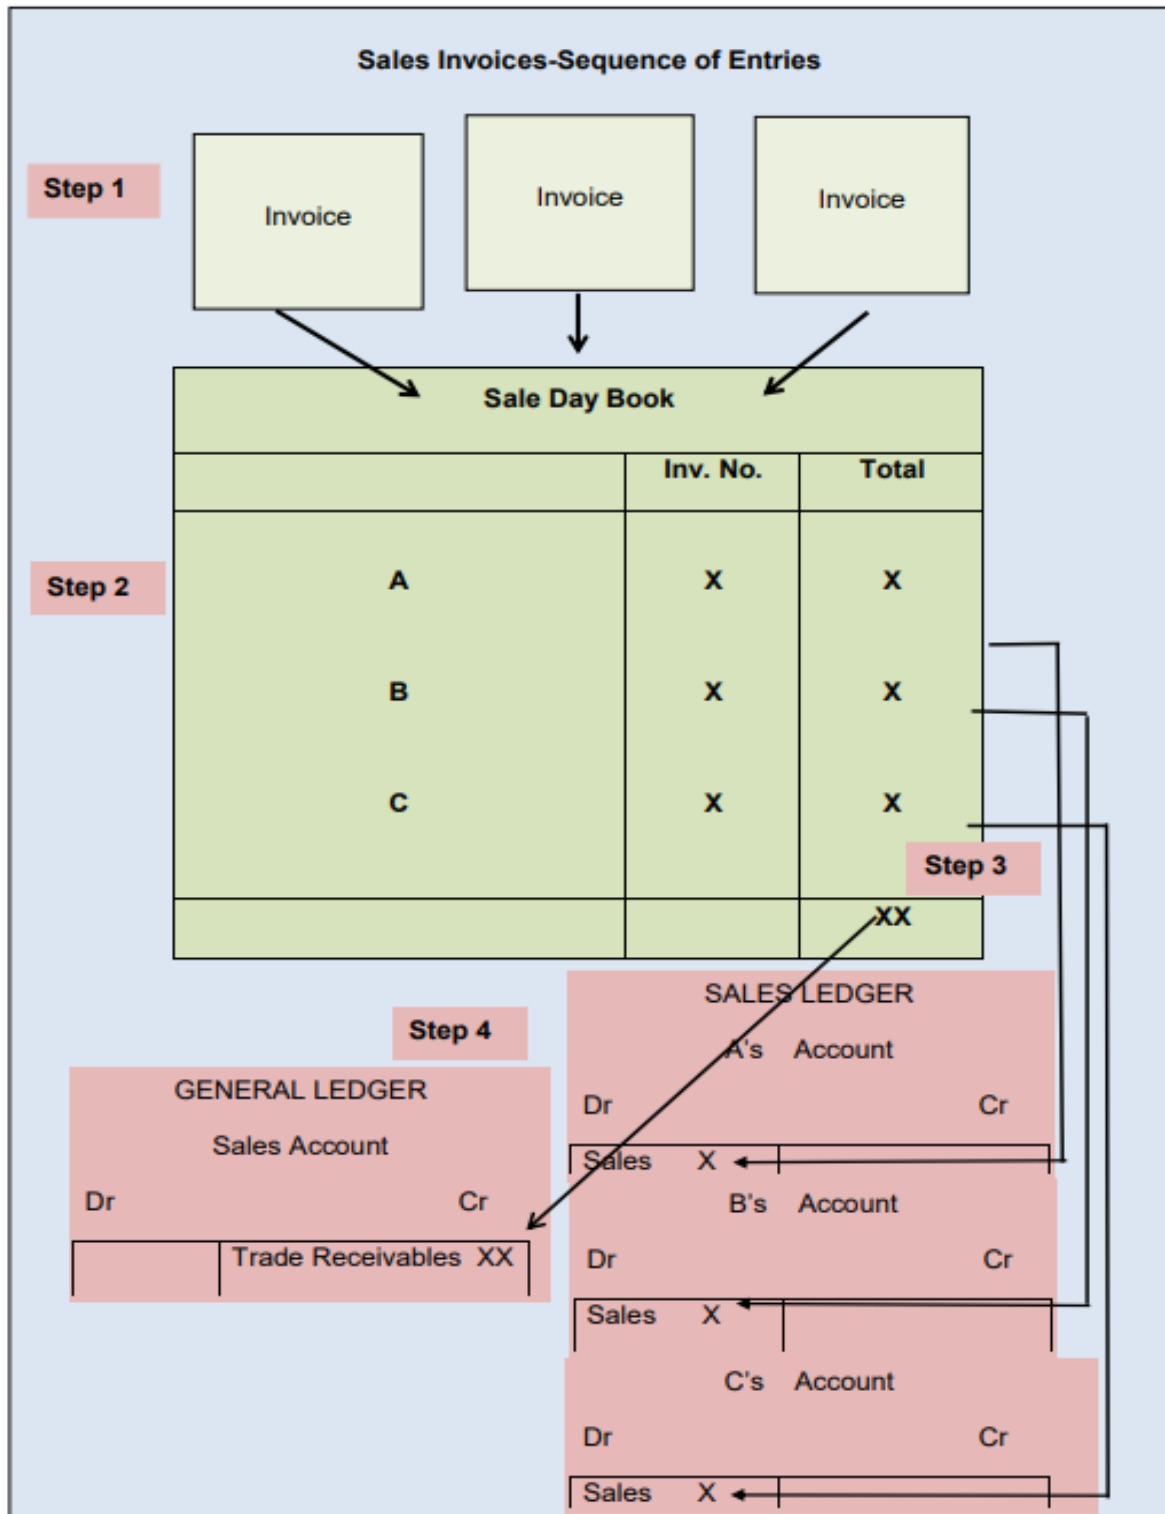 Sales Invoices-Sequence of Entries
Step 1
Invoice
Invoice
Invoice
Sale Day Book
Inv. No.
Total
Step 2
A X X
B X X
C X X
Step 3
XX
SALES LEDGER
A's Account
Dr Cr
Sales X
Step 4
GENERAL LEDGER
Sales Account
Dr Cr
Trade Receivables XX
B's Account
Dr Cr
Sales X
C's Account
Dr Cr
Sales X